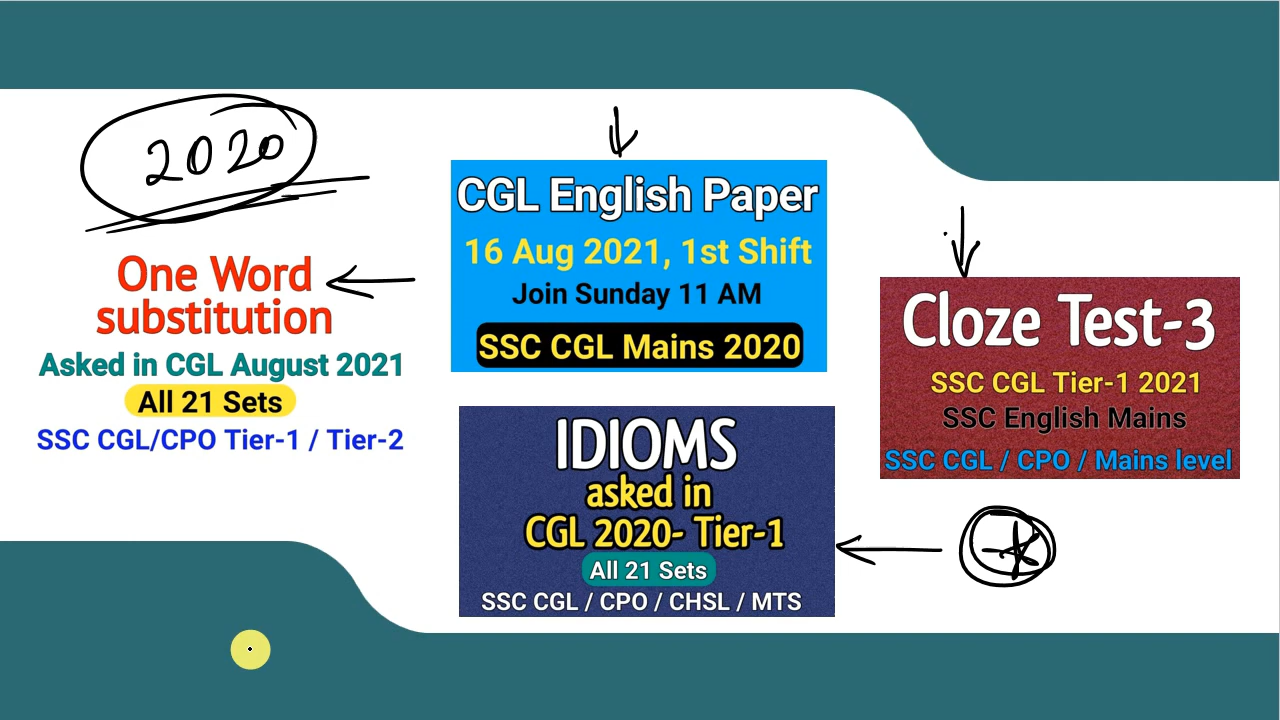 2020
One Word
substitution
Asked in CGL August 2021
All 21 Sets
SSC CGL/CPO Tier-1 / Tier-2
CGL English Paper
16 Aug 2021, 1st Shift
Join Sunday 11 AM
SSC CGL Mains 2020
IDIOMS
asked in
CGL 2020- Tier-1
All 21 Sets
SSC CGL / CPO / CHSL / MTS
Cloze Test-3
SSC CGL Tier-1 2021
SSC English Mains
SSC CGL / CPO / Mains level